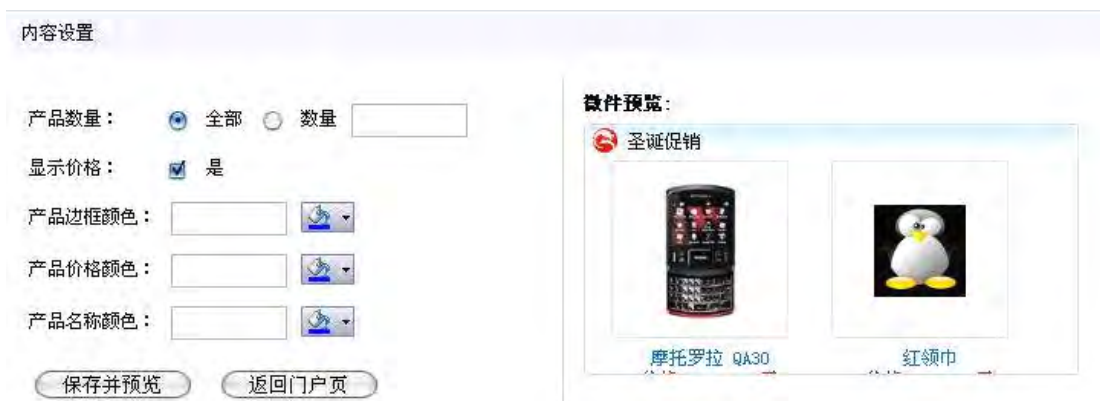 内容设置
产品数量： 全部 数量
显示价格： 是
产品边框颜色：
产品价格颜色：
产品名称颜色：
保存并预览 返回门户页
微件预览:
圣诞促销
摩托罗拉 QA30 红领巾